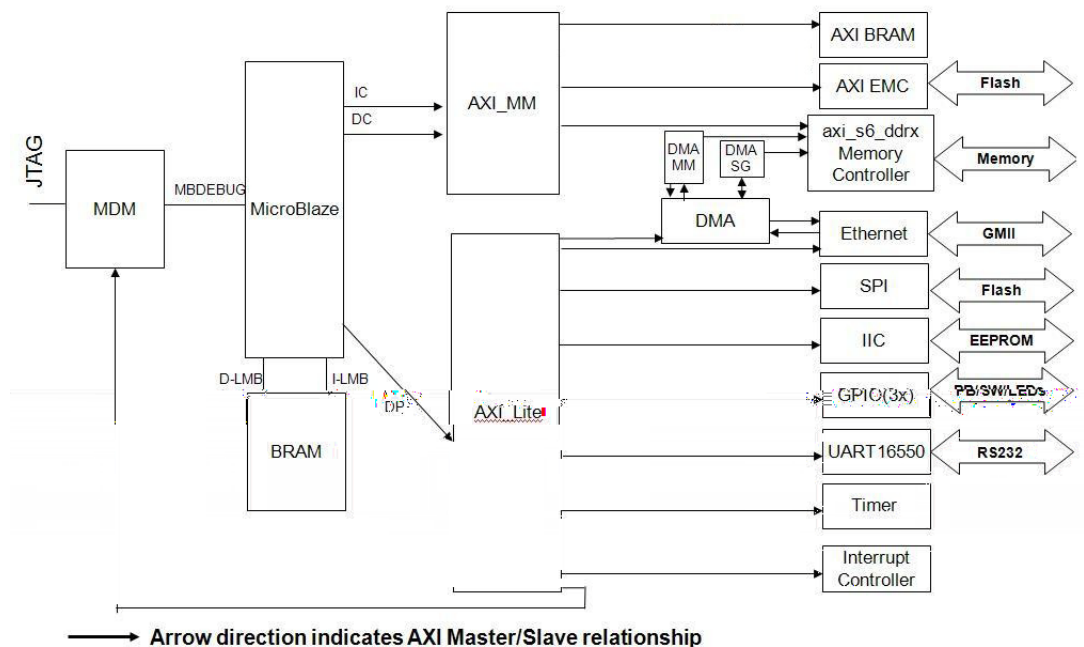 JTAG
MDM
MBDEBUG
MicroBlaze
IC
DC
D-LMB
I-LMB
BRAM
DP
AXI_MM
AXI_Lite
DMA
MM
DMA
SG
DMA
AXI BRAM
AXI EMC
Flash
axi_s6_ddrx
Memory
Controller
Memory
Ethernet
GMII
SPI
Flash
IIC
EEPROM
GPIO(3x)
PB/SW/LEDs
UART16550
RS232
Timer
Interrupt
Controller
Arrow direction indicates AXI Master/Slave relationship